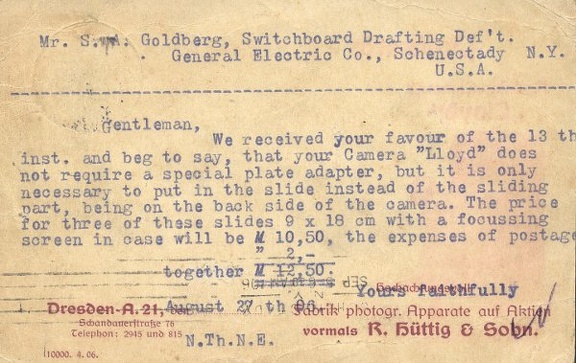 Mr. S. A. Goldberg, Switchboard Drafting Def't.
General Electric Co., Schenectady N.Y.
U.S.A.
Gentleman,
We received your favour of the 13 th
inst. and beg to say, that your Camera "Lloyd" does
not require a special plate adapter, but it is only
necessary to put in the slide instead of the sliding
part, being on the back side of the camera. The price
for three of these slides 9 x 18 cm with a focussing
screen in case will be M 10,50, the expenses of postage
" 2,-
together M 12,50.
Yours faithfully
Dresden-A. 21, August 27 th 06. Fabrik photogr. Apparate auf Aktien
Schandauerstraße 76
Telephon: 2945 und 815
vormals R. Hüttig & Sohn.
N.Th.N.E.
10000. 4. 06.